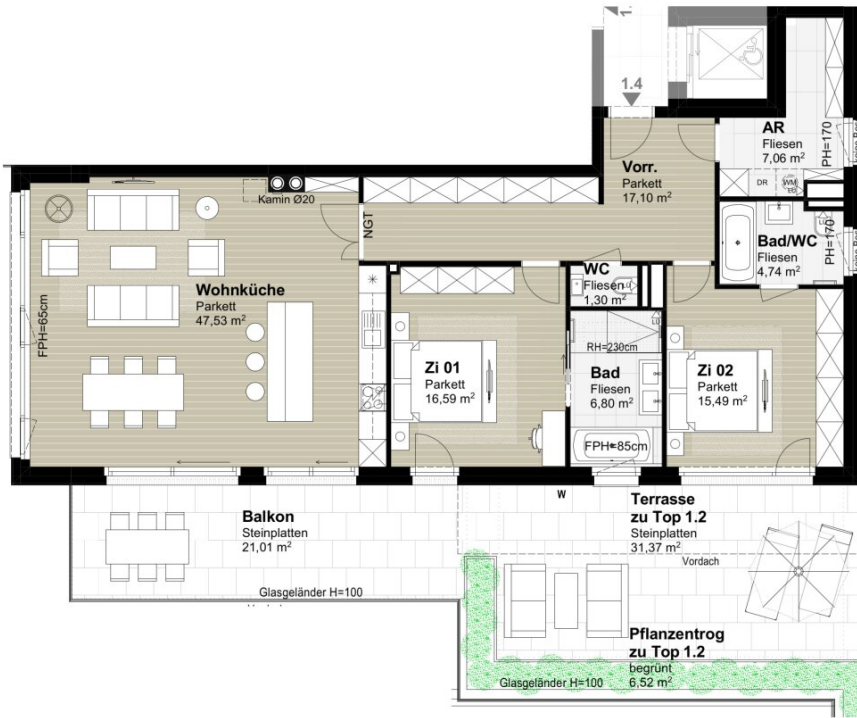 1.4
AR
Fliesen
7,06 m²
PH=170
DR
WM
Vorr.
Parkett
17,10 m²
Kamin Ø20
NGT
Bad/WC
Fliesen
4,74 m²
PH=170
WC
Fliesen
1,30 m²
Wohnküche
Parkett
47,53 m²
FPH=65cm
Zi 01
Parkett
16,59 m²
RH=230cm
Bad
Fliesen
6,80 m²
FPH=85cm
Zi 02
Parkett
15,49 m²
W
Balkon
Steinplatten
21,01 m²
Glasgeländer H=100
Terrasse
zu Top 1.2
Steinplatten
31,37 m²
Vordach
Pflanzentrog
zu Top 1.2
begrünt
6,52 m²
Glasgeländer H=100